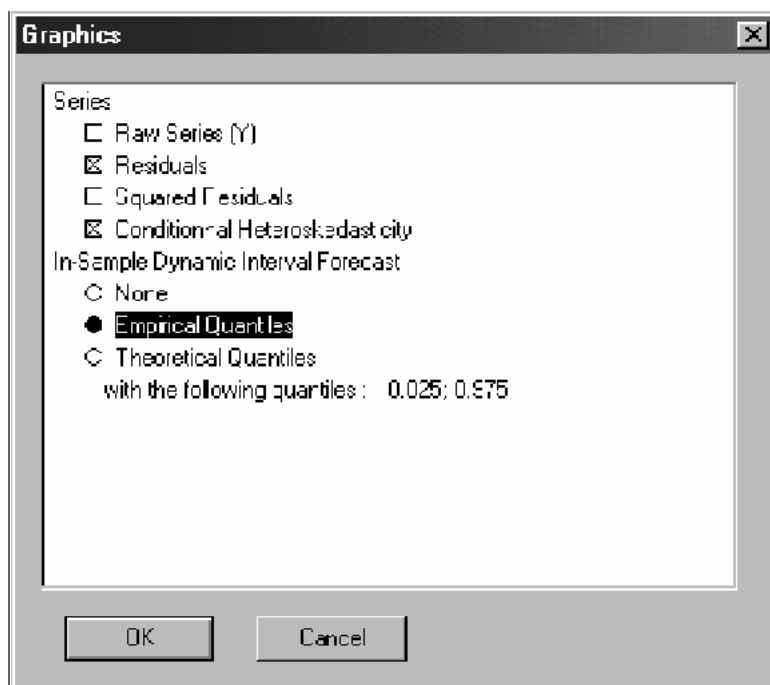 Graphics
Series
Raw Series (Y)
Residuals
Squared Residuals
Conditionnal Heteroskedasticity
In-Sample Dynamic Interval Forecast
None
Empirical Quantiles
Theoretical Quantiles
with the following quantiles : 0.025; 0.975
OK
Cancel